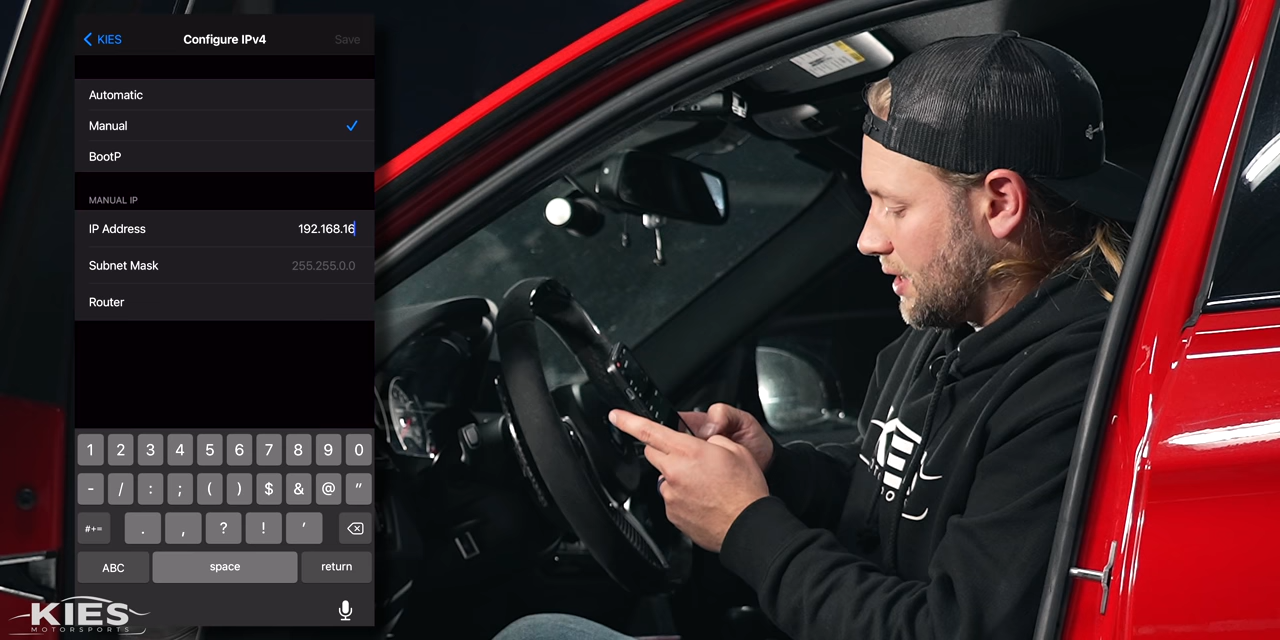 KIES
Configure IPv4
Save
Automatic
Manual
BootP
MANUAL IP
IP Address
192.168.16
Subnet Mask
255.255.0.0
Router
1 2 3 4 5 6 7 8 9 0
- / : ; ( ) $ & @ "
#+= . , ? ! '
ABC
space
return
KIES
MOTORSPORTS